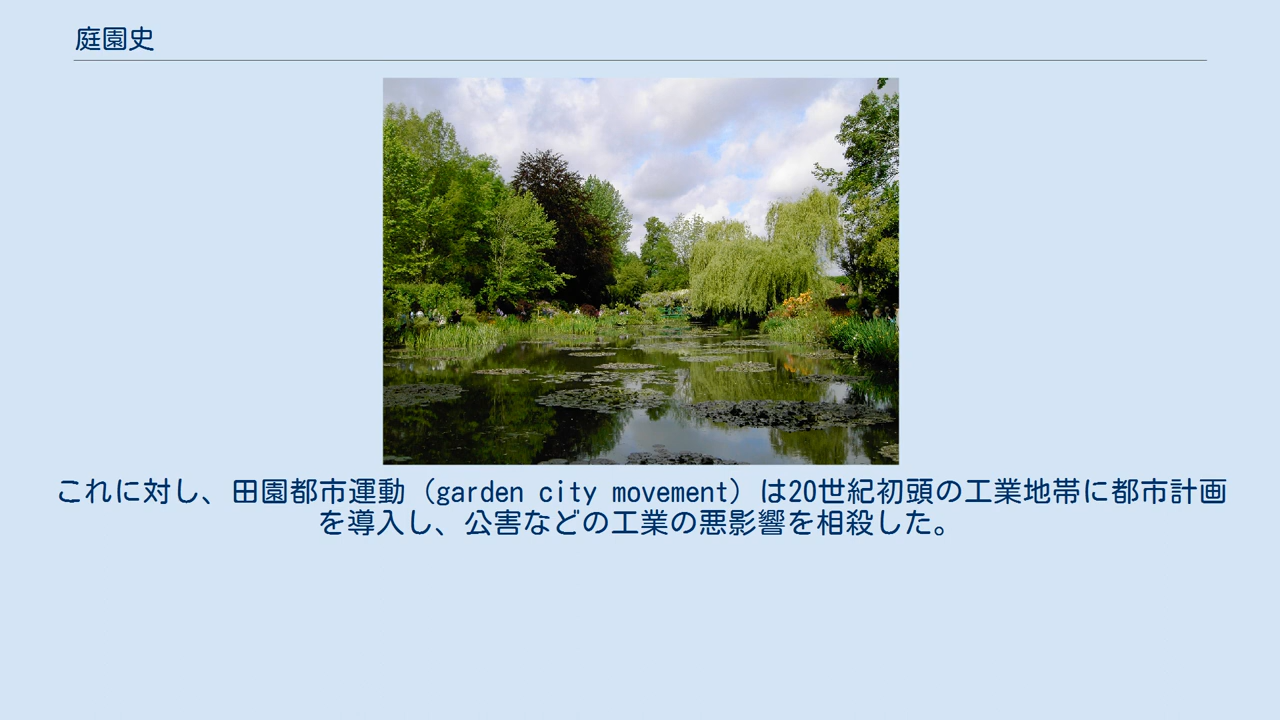 庭園史
これに対し、田園都市運動（garden city movement）は20世紀初頭の工業地帯に都市計画
を導入し、公害などの工業の悪影響を相殺した。